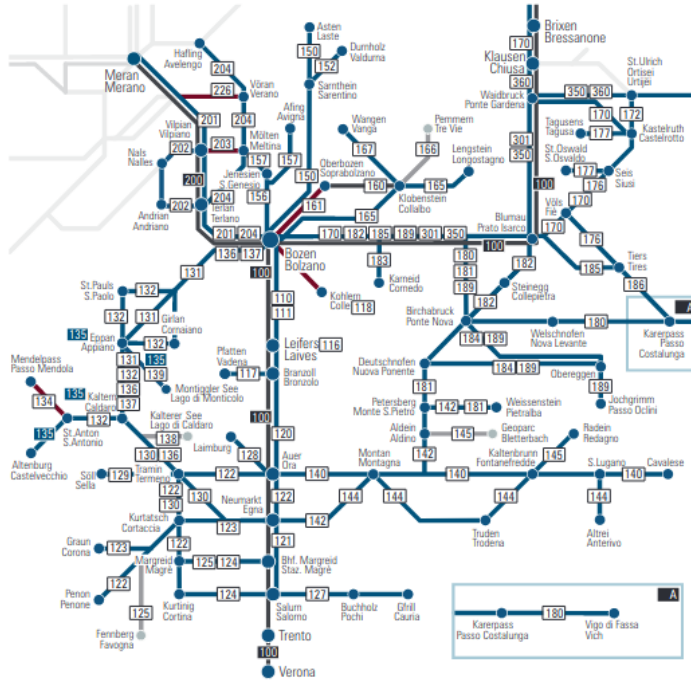 Brixen
Bressanone
Asten
Laste
Hafling
Avelengo
204
150
Durnholz
Valdurna
152
170
Klausen
Chiusa
360
St.Ulrich
Ortisei
Urtijëi
Meran
Merano
226
Vöran
Verano
Sarnthein
Sarentino
Waidbruck
Ponte Gardena
350
360
170
172
201
204
Afing
Avigna
Wangen
Vanga
Pemmern
Tre Vie
Tagusens
Tagusa
177
Kastelruth
Castelrotto
Vilpian
Vilpiano
203
Mölten
Meltina
167
166
Lengstein
Longostagno
301
350
St.Oswald
S.Osvaldo
Nals
Nalles
202
157
157
150
Oberbozen
Soprabolzano
177
Seis
Siusi
200
Jenesien
S.Genesio
160
165
176
100
204
156
161
Klobenstein
Collalbo
170
Völs
Fiè
202
Terlan
Terlano
165
Andrian
Andriano
201
204
170
182
185
189
301
350
Blumau
Prato Isarco
170
176
136
137
Bozen
Bolzano
100
180
181
189
182
185
Tiers
Tires
131
100
183
Karneid
Cornedo
186
St.Pauls
S.Paolo
132
110
111
Kohlern
Colle
118
Steinegg
Collepietra
182
A
132
131
Girlan
Cornaiano
Birchabruck
Ponte Nova
180
Welschnofen
Nova Levante
Karerpass
Passo
Costalunga
135
Eppan
Appiano
132
Leifers
Laives
116
184
189
131
135
Platten
Vadena
Deutschnofen
Nuova Ponente
Obereggen
Mendelpass
Passo Mendola
132
139
117
Branzoll
Bronzolo
184
189
135
136
Montiggler See
Lago di Monticolo
181
189
134
Kaltern
Caldaro
137
Petersberg
Monte S.Pietro
142
181
Weissenstein
Pietralba
Jochgrimm
Passo Oclini
132
Kalterer See
Lago di Caldaro
100
135
St.Anton
S.Antonio
138
Laimburg
120
Aldein
Aldino
145
Geoparc
Bletterbach
Radein
Redagno
Altenburg
Castelvecchio
130
136
128
142
145
Söll
Sella
129
Tramin
Termeno
122
Auer
Ora
140
Montan
Montagna
140
Kaltenbrunn
Fontanefredde
S.Lugano
140
Cavalese
122
130
130
Neumarkt
Egna
122
144
144
144
144
Kurtatsch
Cortaccia
123
142
Graun
Corona
123
122
121
Truden
Trodena
Altrei
Anterivo
122
Margreid
Magrè
125
124
Bhf. Margreid
Staz. Magrè
Penon
Penone
125
124
127
A
Kurtinig
Cortina
Salurn
Salorno
Buchholz
Pochi
Gfrill
Cauria
180
Fennberg
Favogna
Trento
Karerpass
Passo Costalunga
Vigo di Fassa
Vich
100
Verona